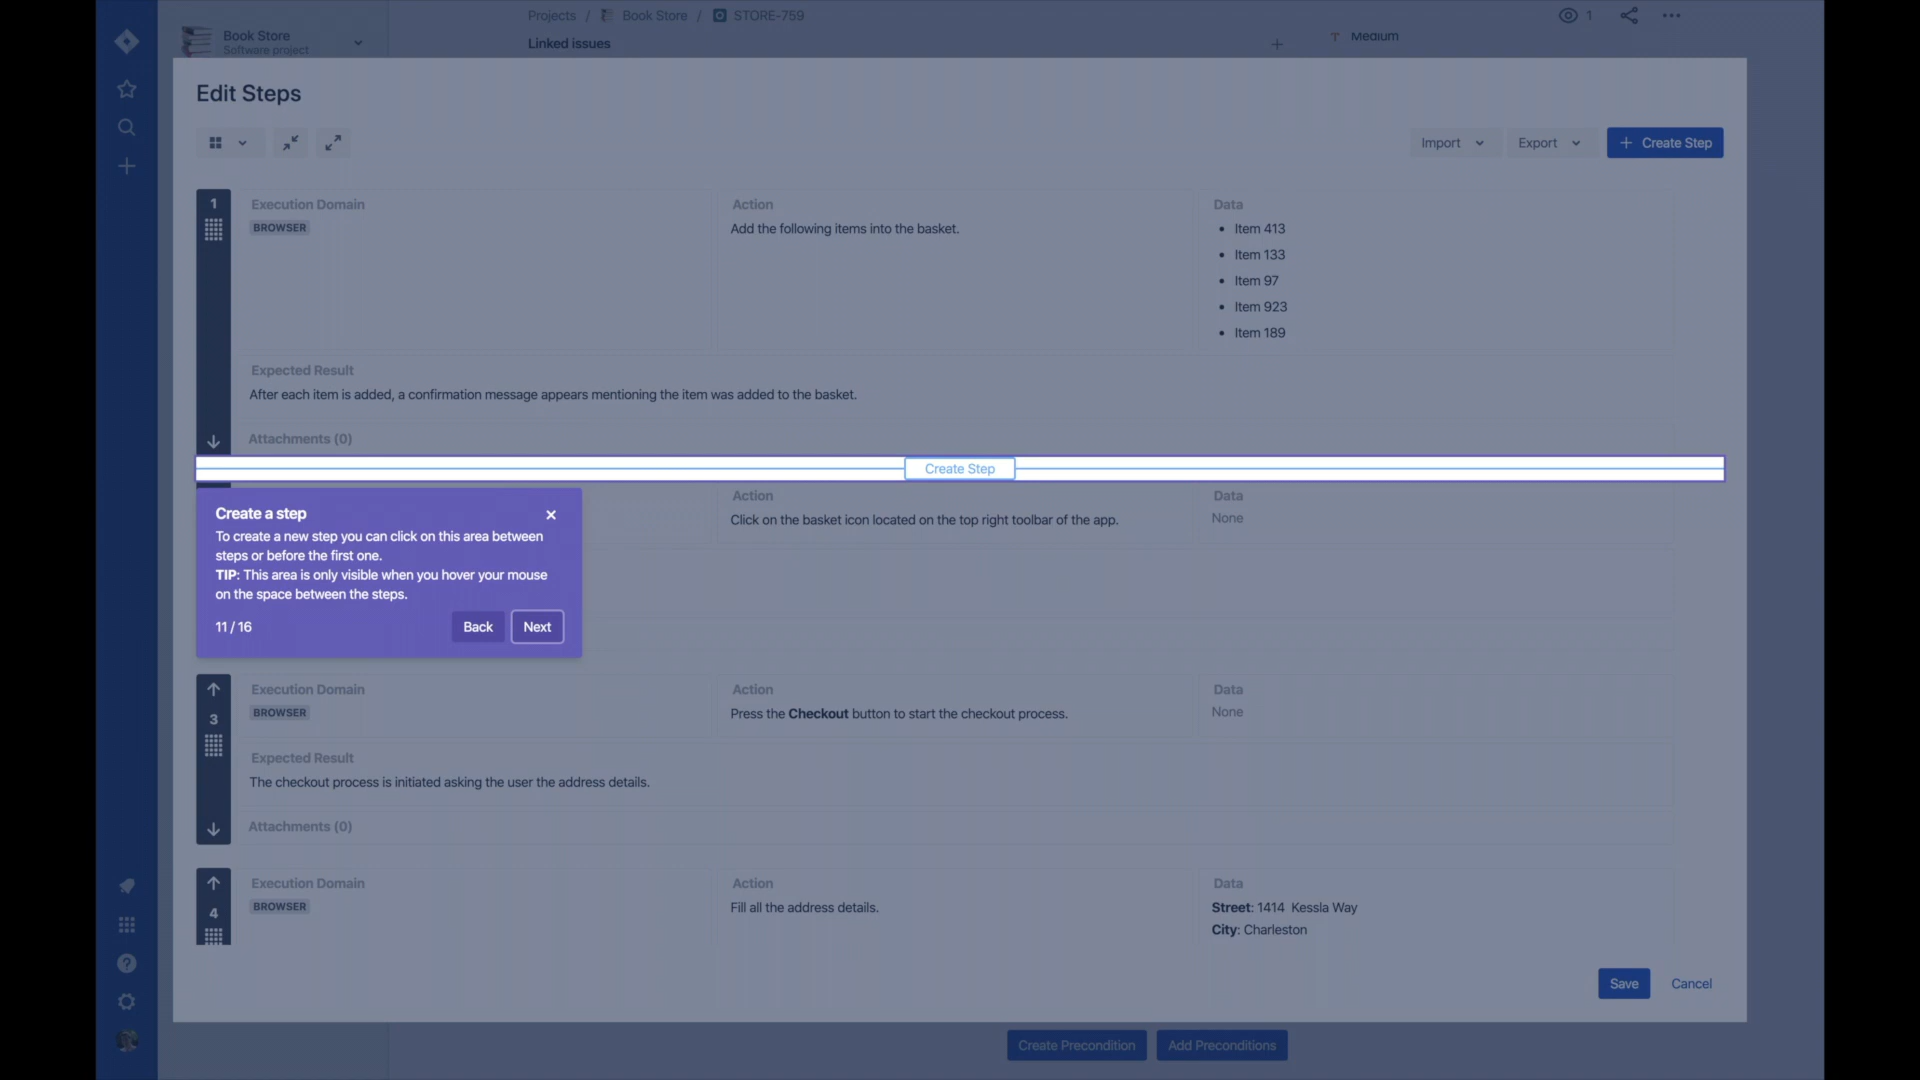 Book Store
Software project
Projects / Book Store / STORE-759
1
Linked issues
Medium
Edit Steps
Import
Export
Create Step
1
Execution Domain
Action
Data
BROWSER
Add the following items into the basket.
Item 413
Item 133
Item 97
Item 923
Item 189
Expected Result
After each item is added, a confirmation message appears mentioning the item was added to the basket.
Attachments (0)
Create Step
Create a step
To create a new step you can click on this area between
steps or before the first one.
TIP: This area is only visible when you hover your mouse
on the space between the steps.
11 / 16
Back
Next
Action
Data
Click on the basket icon located on the top right toolbar of the app.
None
3
Execution Domain
Action
Data
BROWSER
Press the Checkout button to start the checkout process.
None
Expected Result
The checkout process is initiated asking the user the address details.
Attachments (0)
4
Execution Domain
Action
Data
BROWSER
Fill all the address details.
Street: 1414 Kessla Way
City: Charleston
Save
Cancel
Create Precondition
Add Preconditions